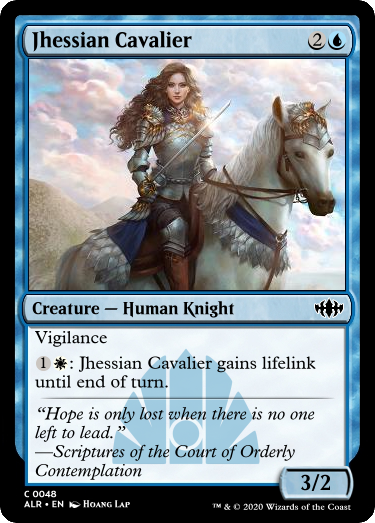 Jhessian Cavalier 2
Creature — Human Knight
Vigilance
1 : Jhessian Cavalier gains lifelink
until end of turn.
“Hope is only lost when there is no one
left to lead.”
—Scriptures of the Court of Orderly
Contemplation
3/2
C 0048
ALR • EN Hoang Lap
™ & © 2020 Wizards of the Coast